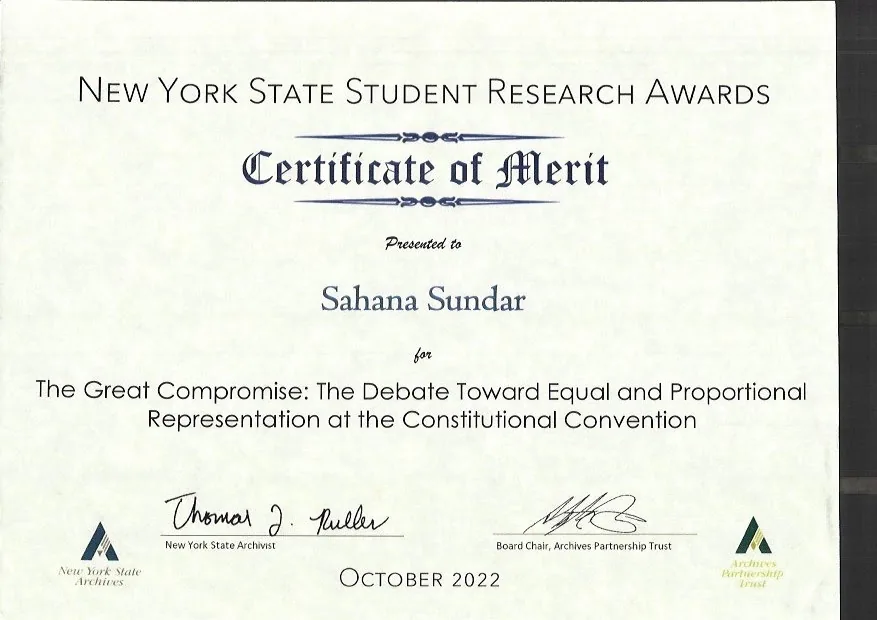 New York State Student Research Awards
Certificate of Merit
Presented to
Sahana Sundar
for
The Great Compromise: The Debate Toward Equal and Proportional
Representation at the Constitutional Convention
Thomas J. Ruller
New York State Archivist
Board Chair, Archives Partnership Trust
New York State
Archives
October 2022
Archives
Partnership
Trust